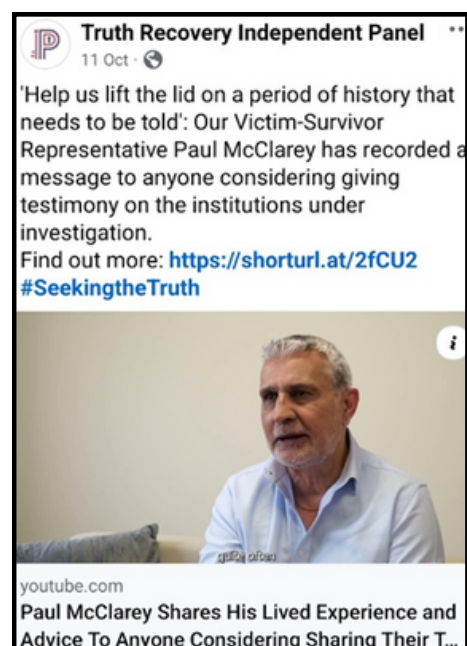 Truth Recovery Independent Panel
11 Oct ·
'Help us lift the lid on a period of history that
needs to be told': Our Victim-Survivor
Representative Paul McClarey has recorded a
message to anyone considering giving
testimony on the institutions under
investigation.
Find out more: https://shorturl.at/2fCU2
#SeekingtheTruth
i
quite often
youtube.com
Paul McClarey Shares His Lived Experience and
Advice To Anyone Considering Sharing Their T...